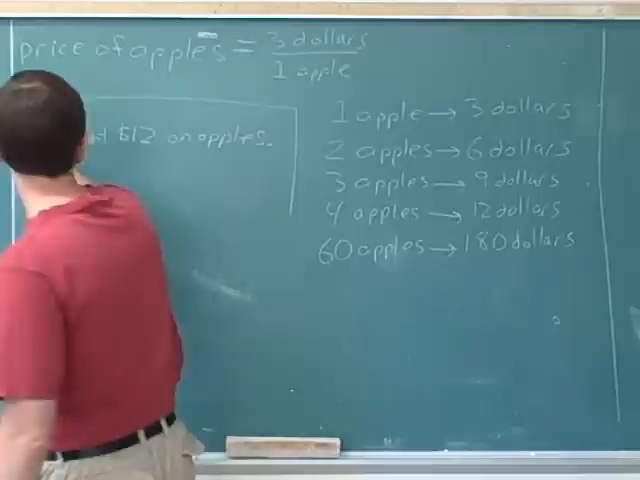 price of apples = 3 dollars
1 apple
$12 on apples.
1 apple → 3 dollars
2 apples → 6 dollars
3 apples → 9 dollars
4 apples → 12 dollars
60 apples → 180 dollars